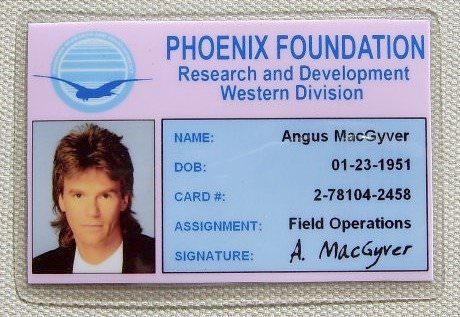 PHOENIX FOUNDATION
Research and Development
Western Division
NAME: Angus MacGyver
DOB: 01-23-1951
CARD #: 2-78104-2458
ASSIGNMENT: Field Operations
SIGNATURE: A. MacGyver